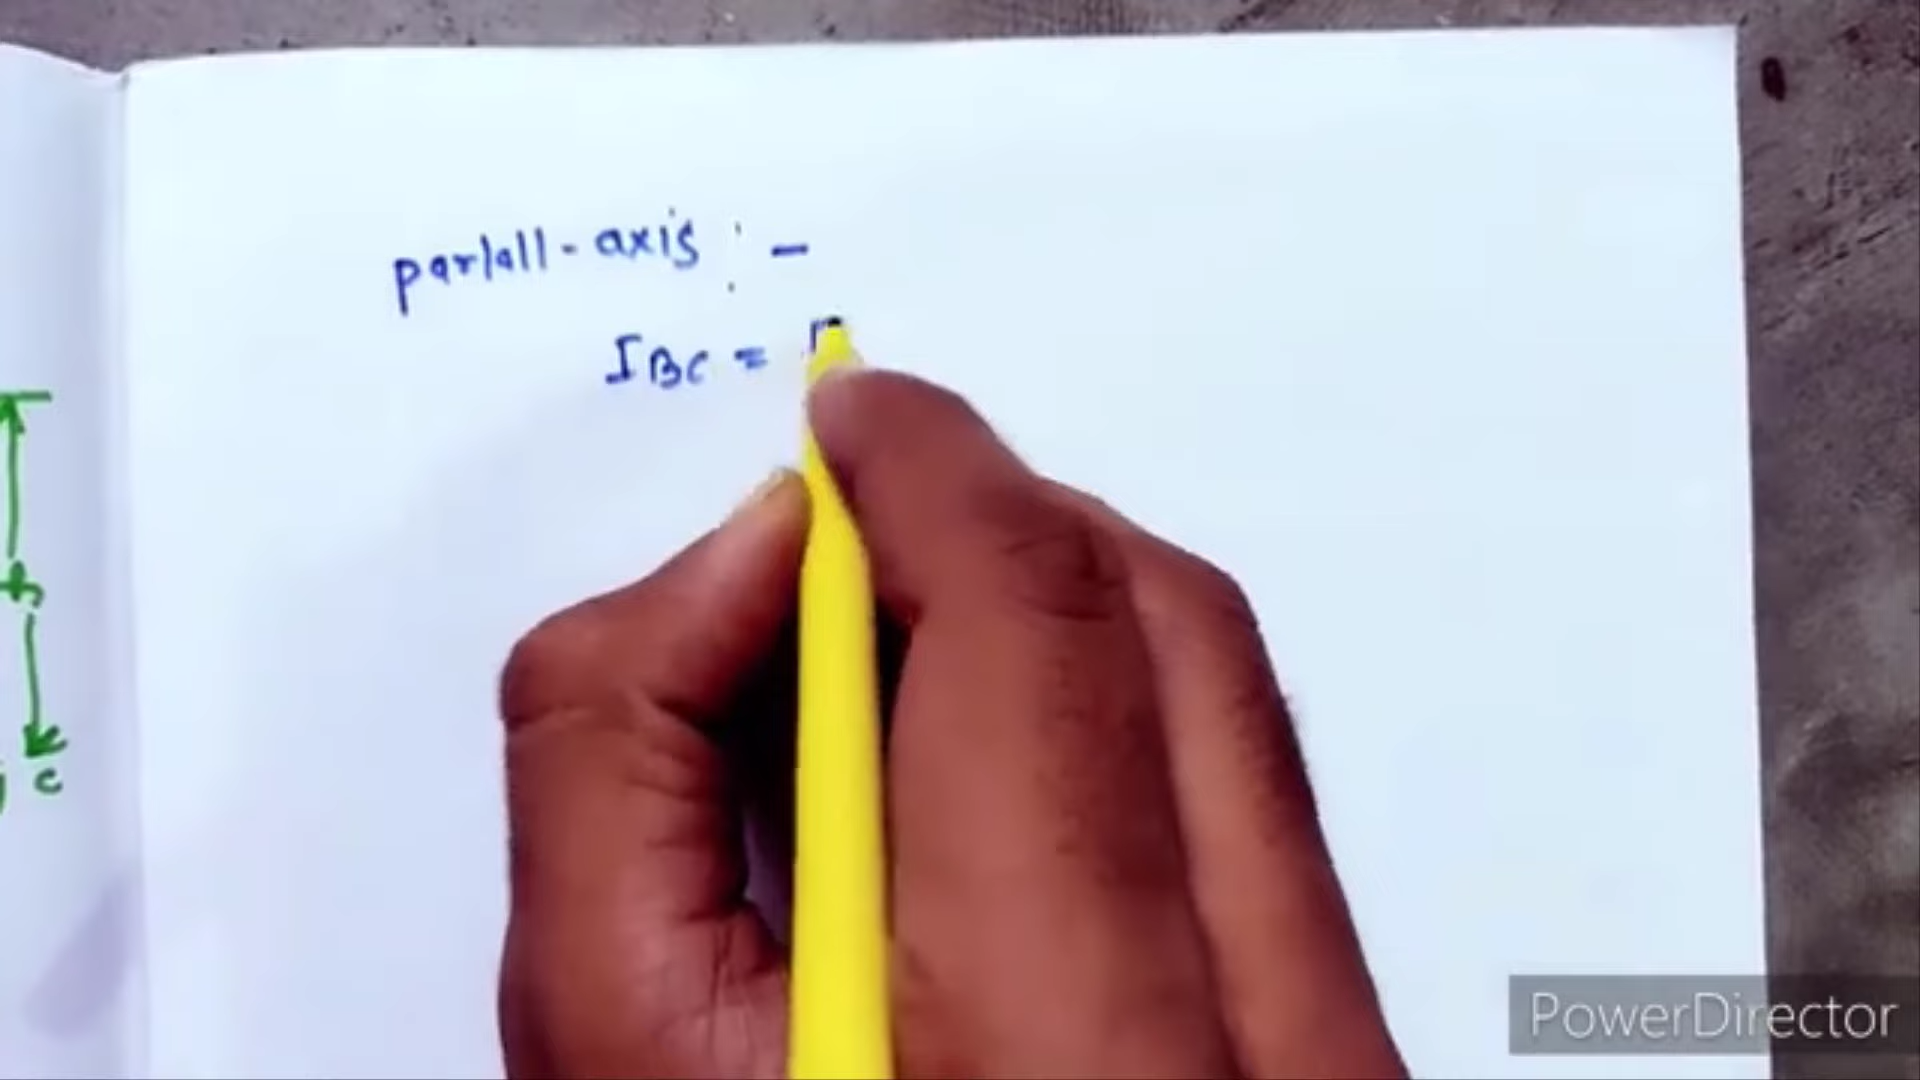 parlall-axis :-
IBC =
h
c
PowerDirector